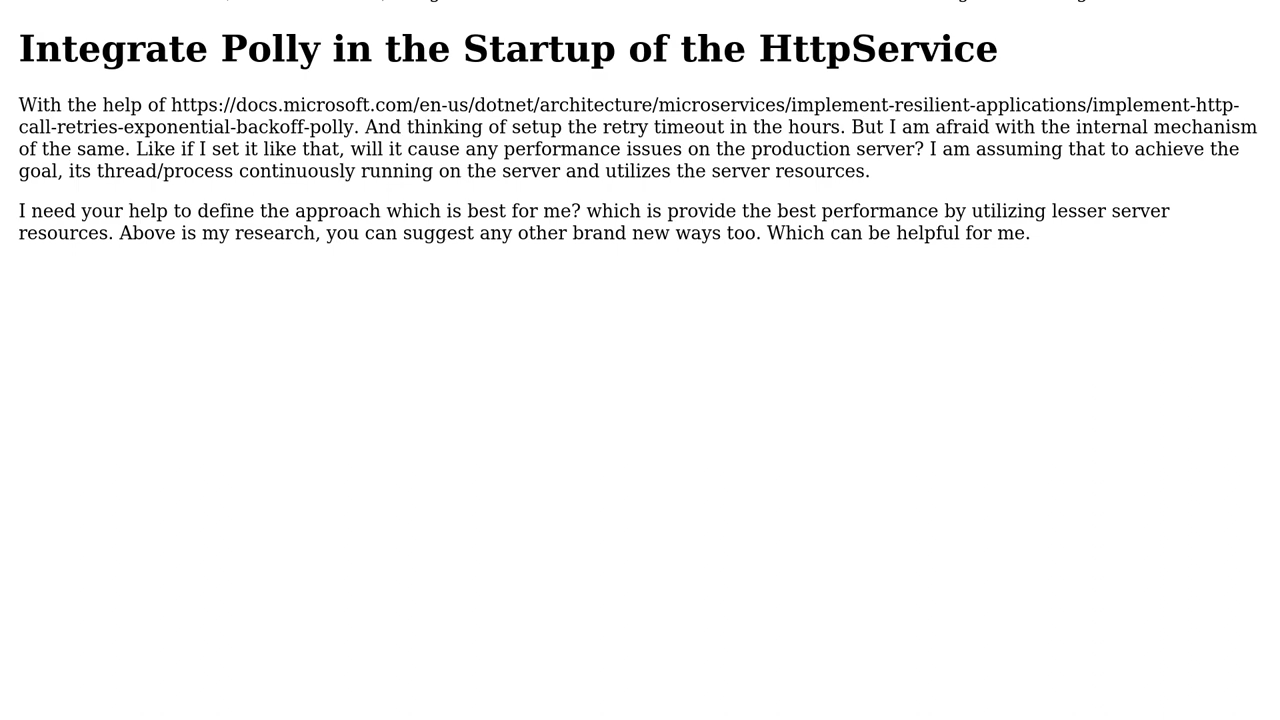 Integrate Polly in the Startup of the HttpService
With the help of https://docs.microsoft.com/en-us/dotnet/architecture/microservices/implement-resilient-applications/implement-http-
call-retries-exponential-backoff-polly. And thinking of setup the retry timeout in the hours. But I am afraid with the internal mechanism
of the same. Like if I set it like that, will it cause any performance issues on the production server? I am assuming that to achieve the
goal, its thread/process continuously running on the server and utilizes the server resources.
I need your help to define the approach which is best for me? which is provide the best performance by utilizing lesser server
resources. Above is my research, you can suggest any other brand new ways too. Which can be helpful for me.